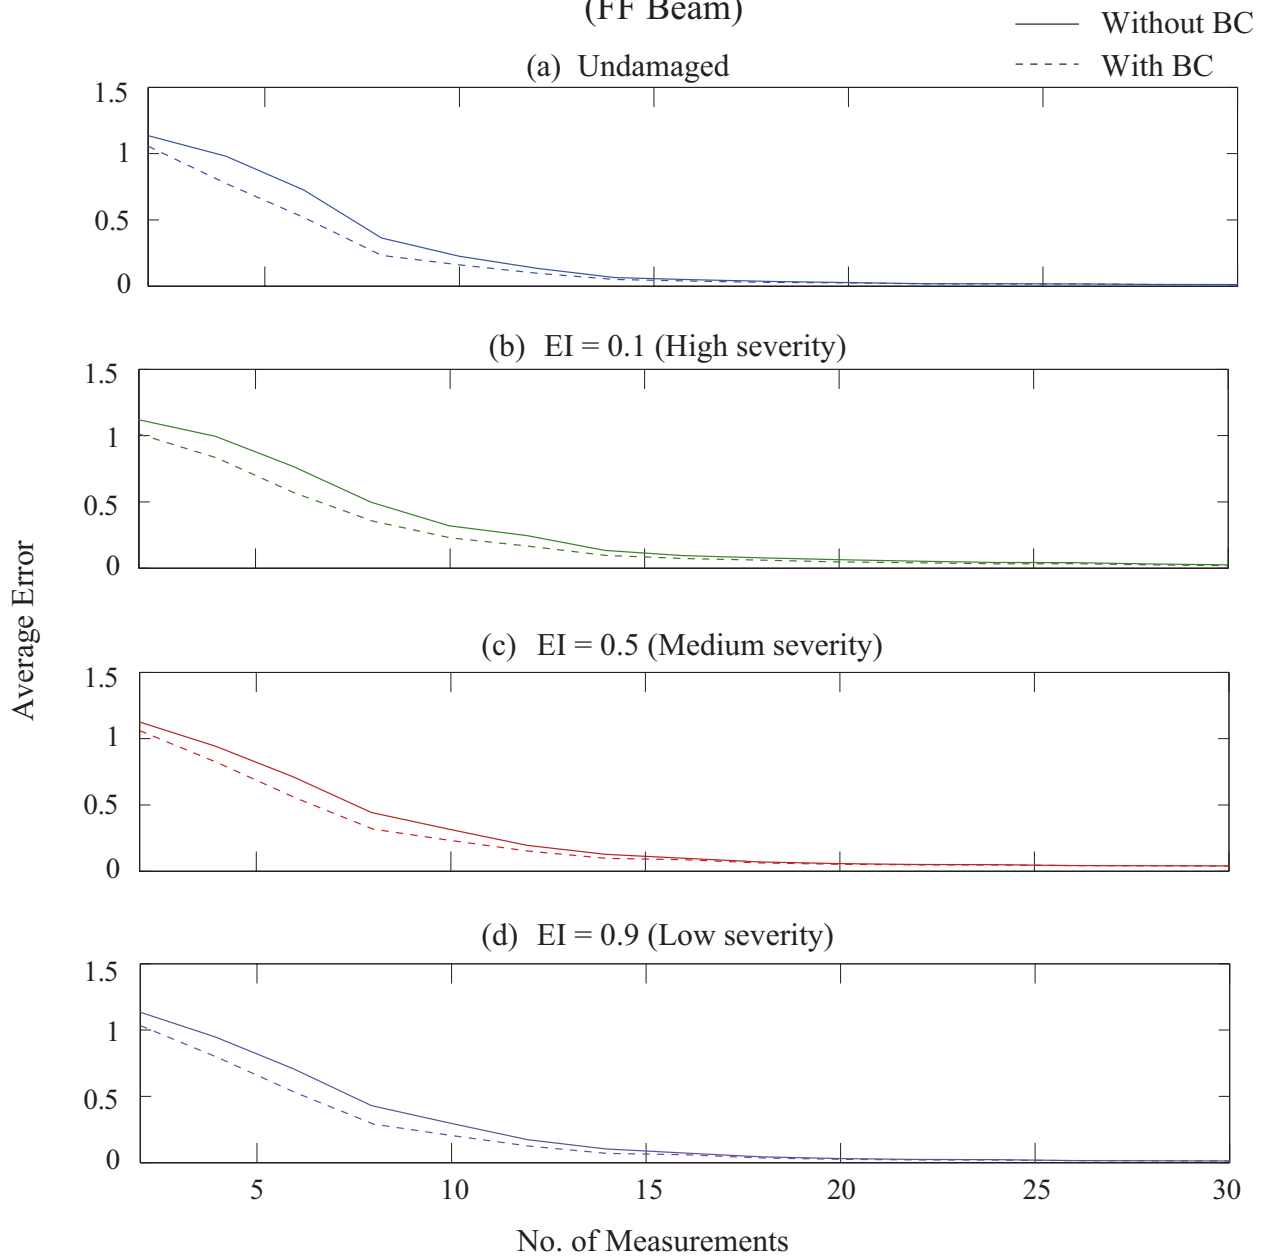 (FF Beam)
Without BC
With BC
(a) Undamaged
1.5
1
0.5
0
(b) EI = 0.1 (High severity)
1.5
1
0.5
0
Average Error
(c) EI = 0.5 (Medium severity)
1.5
1
0.5
0
(d) EI = 0.9 (Low severity)
1.5
1
0.5
0
5 10 15 20 25 30
No. of Measurements